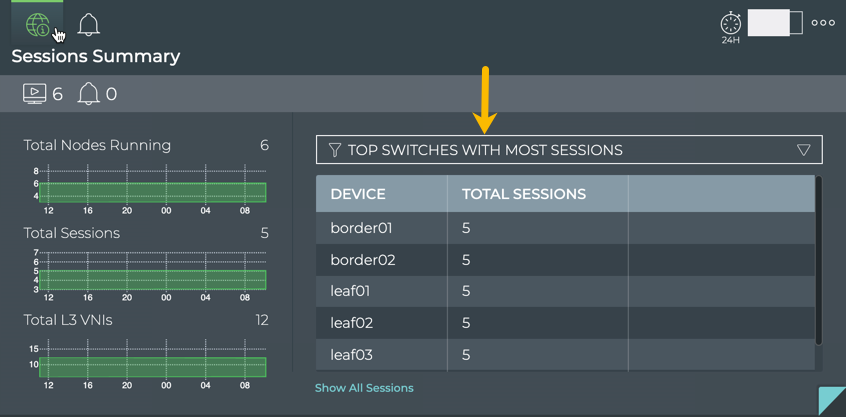 24H
Sessions Summary
6 0
Total Nodes Running 6
8
6
4
12 16 20 00 04 08
Total Sessions 5
7
6
5
4
3
12 16 20 00 04 08
Total L3 VNIs 12
15
10
12 16 20 00 04 08
TOP SWITCHES WITH MOST SESSIONS
DEVICE TOTAL SESSIONS
border01 5
border02 5
leaf01 5
leaf02 5
leaf03 5
Show All Sessions